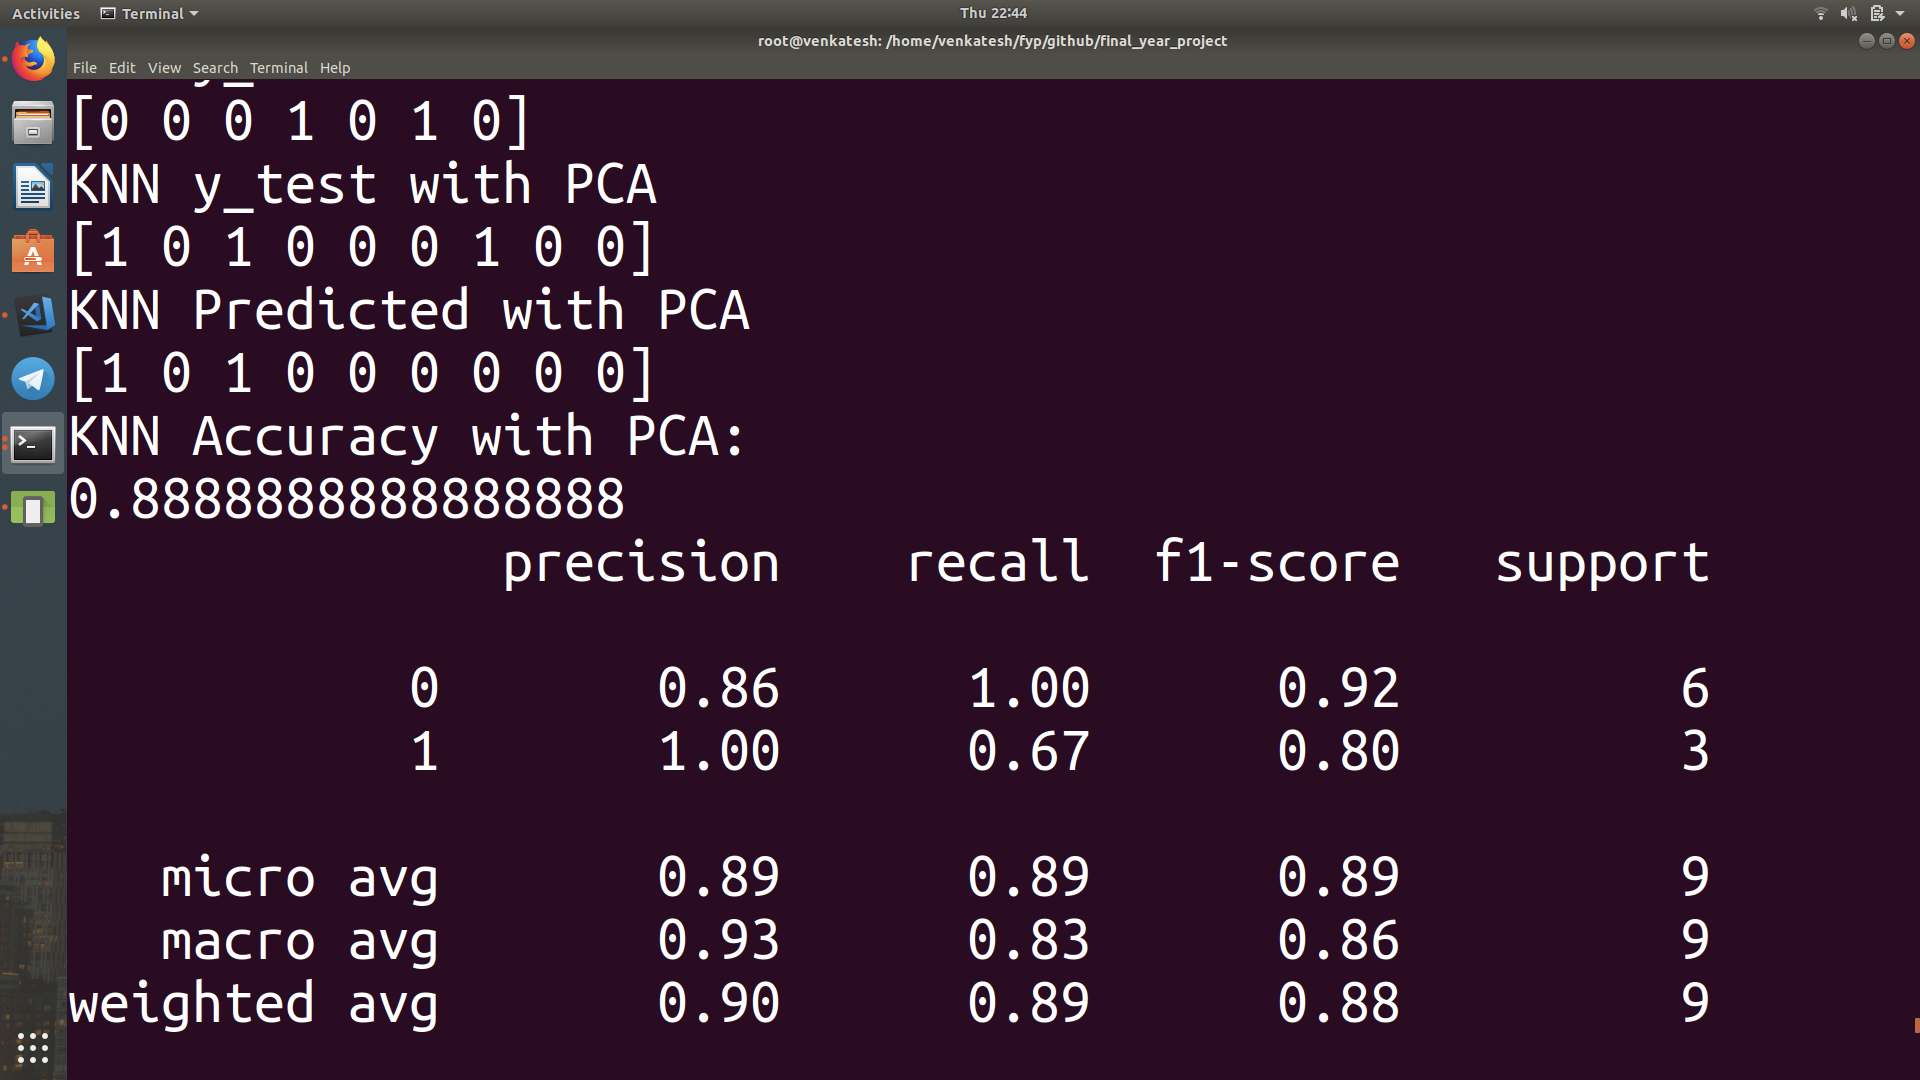 Activities Terminal Thu 22:44
root@venkatesh: /home/venkatesh/fyp/github/final_year_project
File Edit View Search Terminal Help
[0 0 0 1 0 1 0]
KNN y_test with PCA
[1 0 1 0 0 0 1 0 0]
KNN Predicted with PCA
[1 0 1 0 0 0 0 0 0]
KNN Accuracy with PCA:
0.8888888888888888
precision recall f1-score support
0 0.86 1.00 0.92 6
1 1.00 0.67 0.80 3
micro avg 0.89 0.89 0.89 9
macro avg 0.93 0.83 0.86 9
weighted avg 0.90 0.89 0.88 9